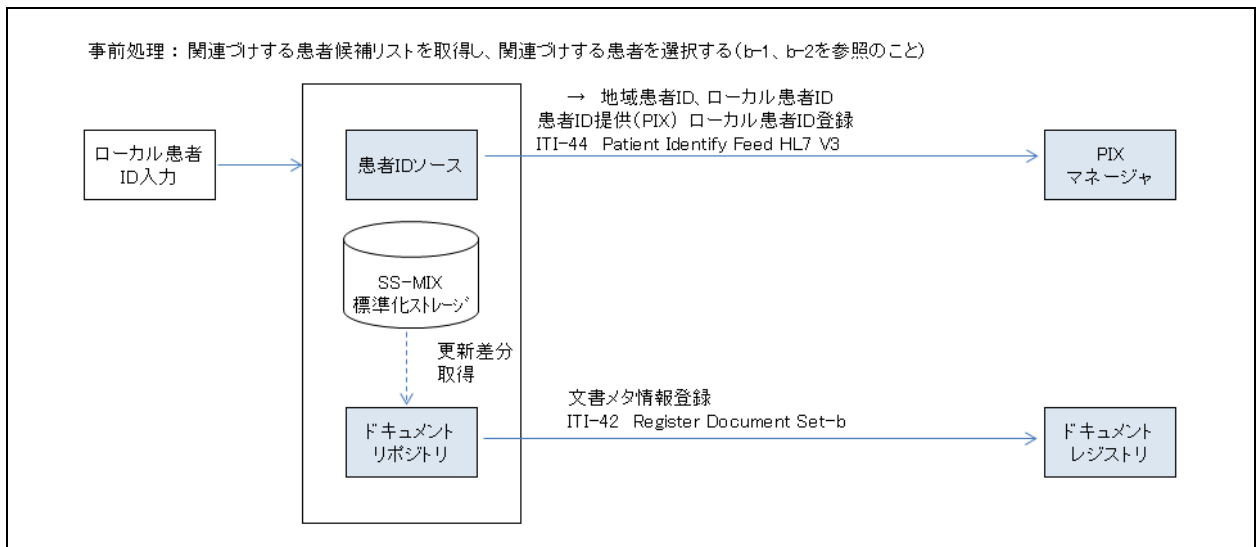 事前処理： 関連づけする患者候補リストを取得し、関連づけする患者を選択する（b-1、b-2を参照のこと）
→ 地域患者ID、ローカル患者ID
患者ID提供（PIX） ローカル患者ID登録
ITI-44 Patient Identify Feed HL7 V3
ローカル患者
ID入力
患者IDソース
PIX
マネージャ
SS-MIX
標準化ストレージ
更新差分
取得
文書メタ情報登録
ITI-42 Register Document Set-b
ドキュメント
リポジトリ
ドキュメント
レジストリ